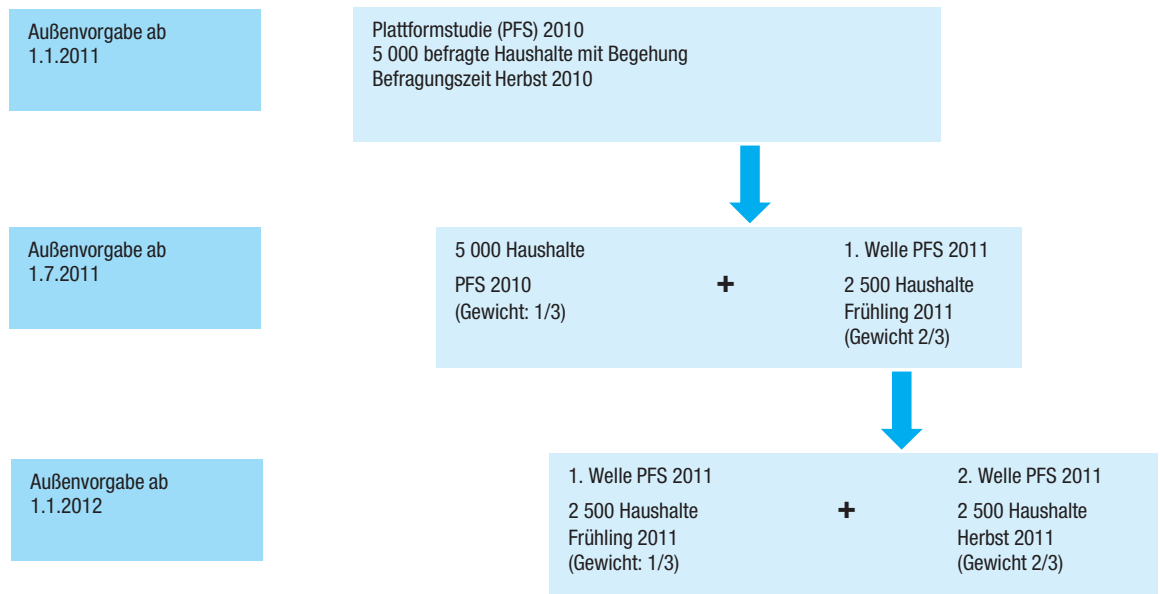 Außenvorgabe ab
1.1.2011
Plattformstudie (PFS) 2010
5 000 befragte Haushalte mit Begehung
Befragungszeit Herbst 2010
Außenvorgabe ab
1.7.2011
5 000 Haushalte
PFS 2010
(Gewicht: 1/3)
+
1. Welle PFS 2011
2 500 Haushalte
Frühling 2011
(Gewicht 2/3)
Außenvorgabe ab
1.1.2012
1. Welle PFS 2011
2 500 Haushalte
Frühling 2011
(Gewicht: 1/3)
+
2. Welle PFS 2011
2 500 Haushalte
Herbst 2011
(Gewicht 2/3)